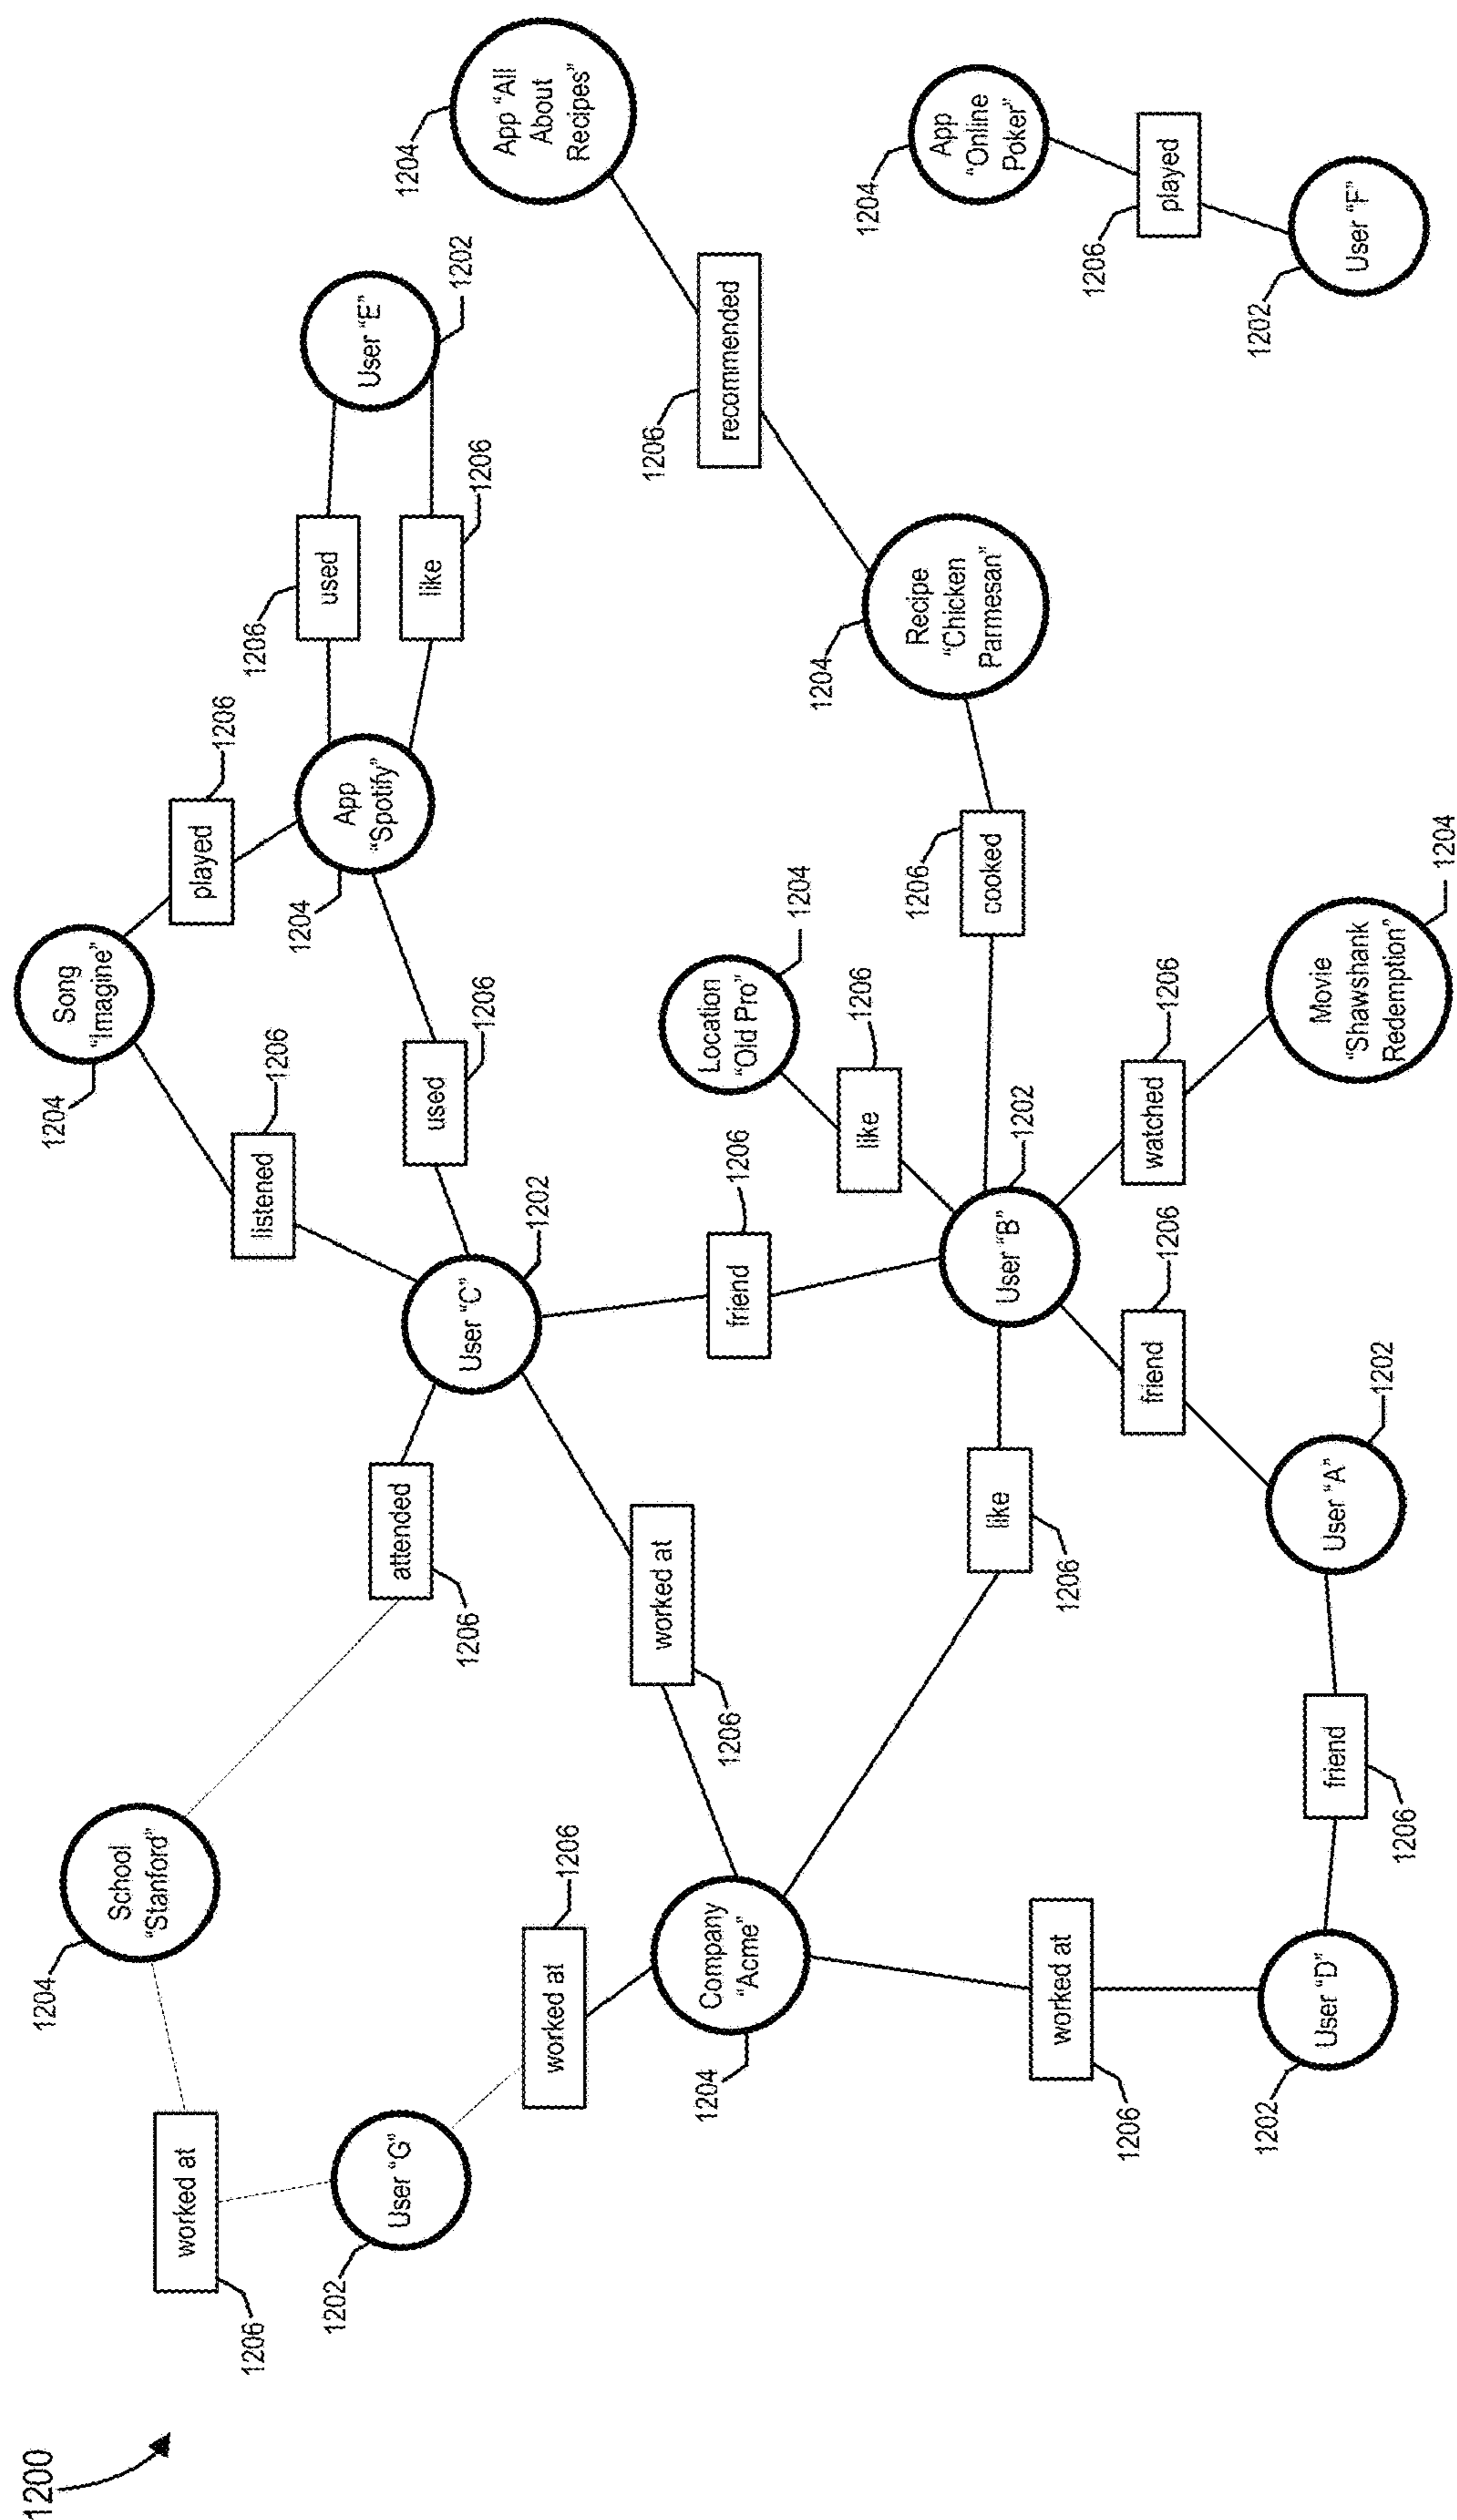 1200
1204
Song
"Imagine"
1204
School
"Stanford"
1206
worked at
played
1206
listened
1206
1202
User "G"
1206
attended
1206
used
1206
User "E"
1202
1204
App
"Spotify"
like
1206
User "C"
1202
used
1206
1204
App "All
About
Recipes"
worked at
1206
worked at
1206
1204
Company
"Acme"
friend
1206
1206
recommended
Location
"Old Pro"
1204
like
1206
1204
Recipe
"Chicken
Parmesan"
1204
App
"Online
Poker"
1206
worked at
like
1206
User "B"
1202
1206
cooked
1206
played
friend
1206
watched
1206
1202
User "D"
friend
1206
User "A"
1202
Movie
"Shawshank
Redemption"
1204
1202
User "F"